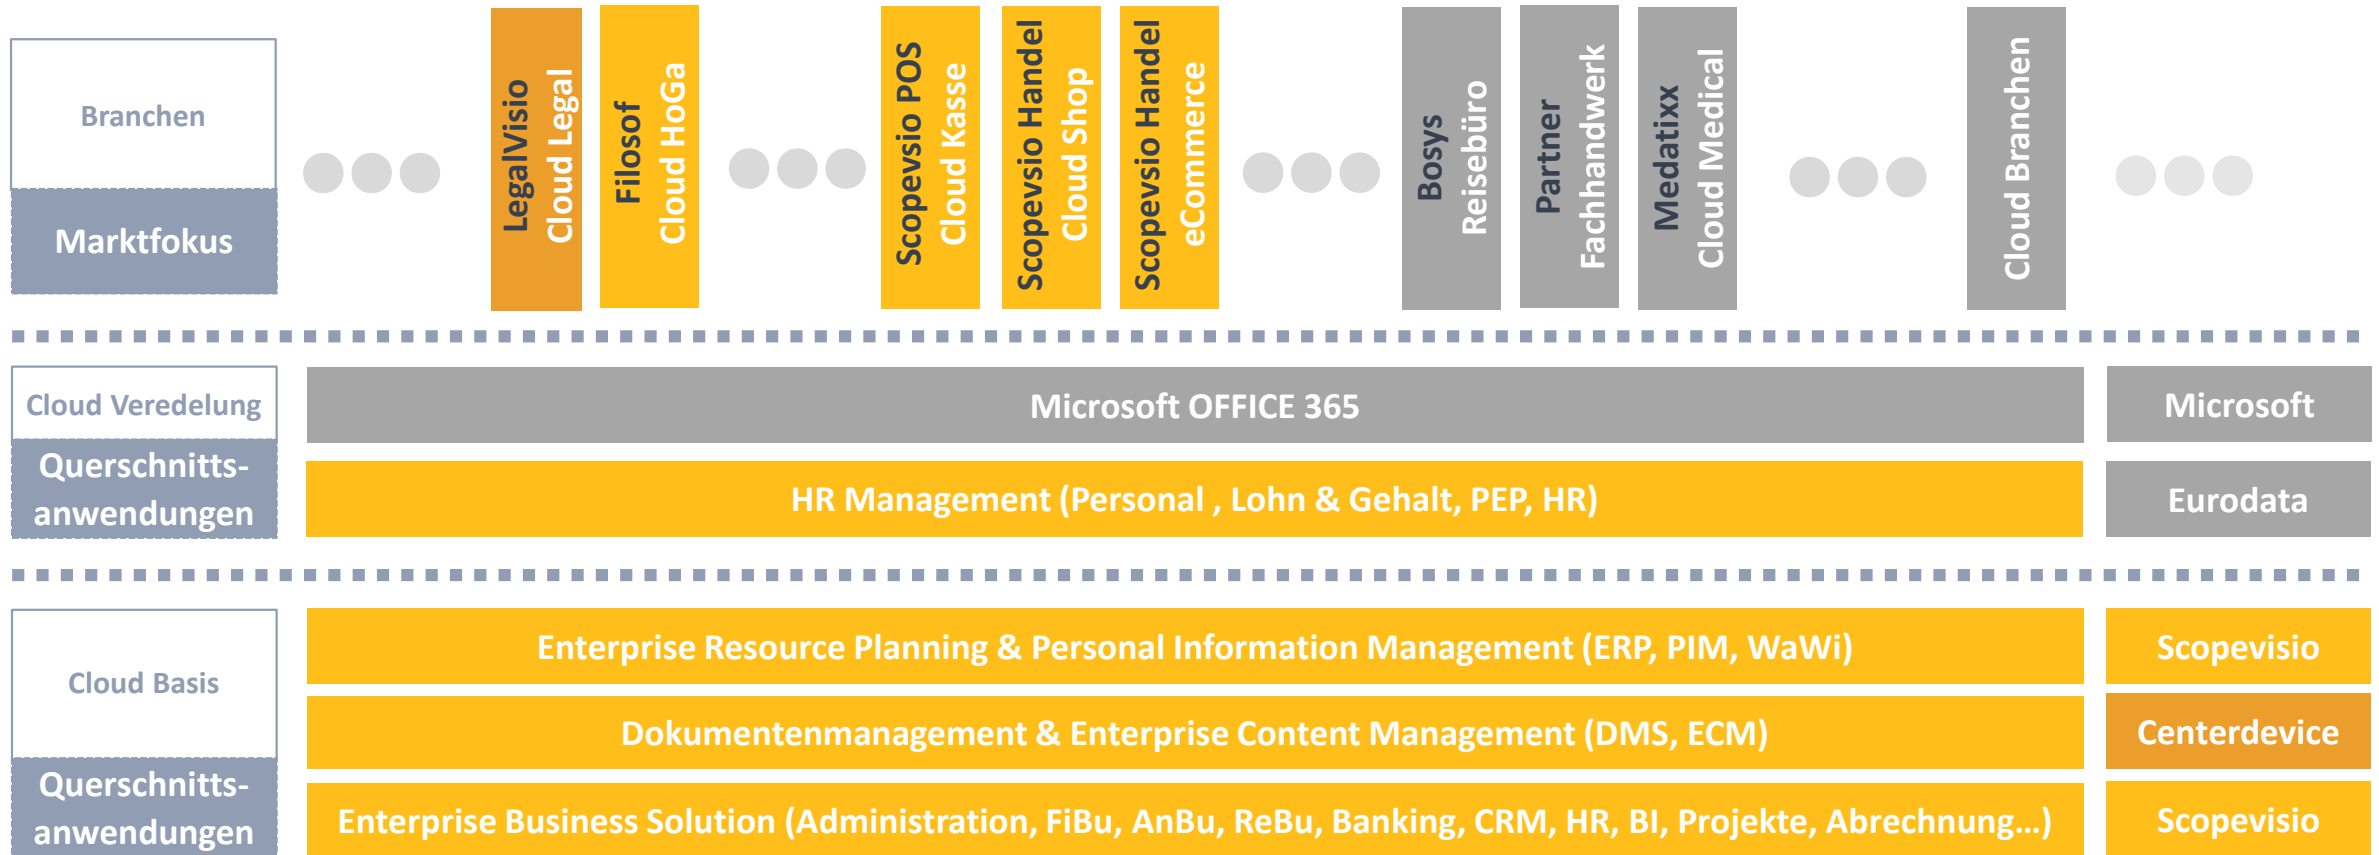 Branchen
Marktfokus
LegalVisio
Cloud Legal
Filosof
Cloud HoGa
Scopevsio POS
Cloud Kasse
Scopevsio Handel
Cloud Shop
Scopevsio Handel
eCommerce
Bosys
Reisebüro
Partner
Fachhandwerk
Medatixx
Cloud Medical
Cloud Branchen
Cloud Veredelung
Querschnitts-
anwendungen
Microsoft OFFICE 365
Microsoft
HR Management (Personal , Lohn & Gehalt, PEP, HR)
Eurodata
Cloud Basis
Querschnitts-
anwendungen
Enterprise Resource Planning & Personal Information Management (ERP, PIM, WaWi)
Scopevisio
Dokumentenmanagement & Enterprise Content Management (DMS, ECM)
Centerdevice
Enterprise Business Solution (Administration, FiBu, AnBu, ReBu, Banking, CRM, HR, BI, Projekte, Abrechnung…)
Scopevisio